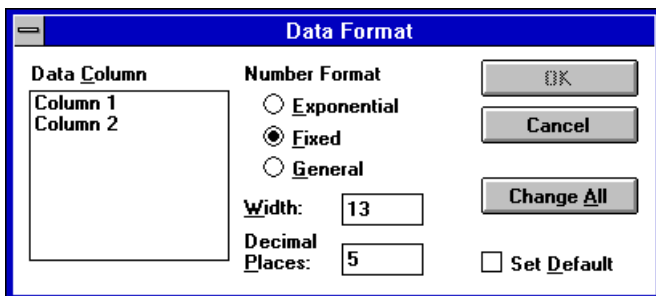 Data Format
Data Column
Column 1
Column 2
Number Format
Exponential
Fixed
General
Width: 13
Decimal
Places: 5
OK
Cancel
Change All
Set Default